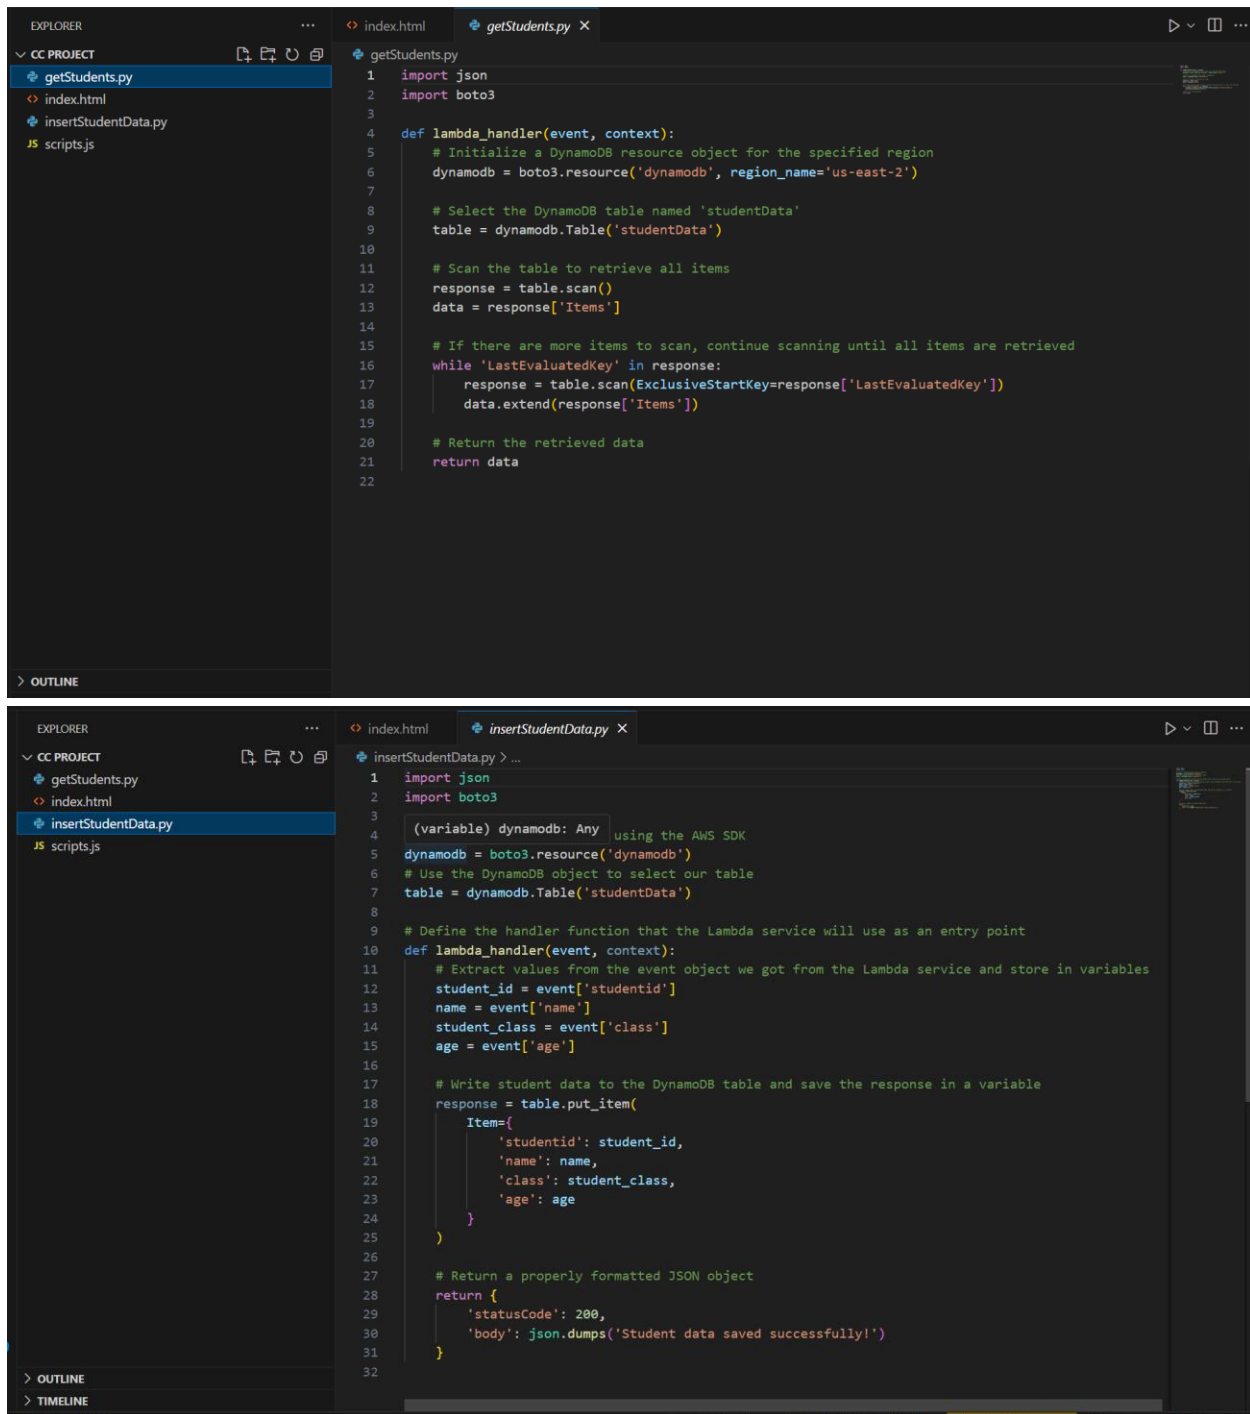 EXPLORER
CC PROJECT
getStudents.py
index.html
insertStudentData.py
JS scripts.js
OUTLINE
index.html
getStudents.py
getStudents.py
1 import json
2 import boto3
3
4 def lambda_handler(event, context):
5 # Initialize a DynamoDB resource object for the specified region
6 dynamodb = boto3.resource('dynamodb', region_name='us-east-2')
7
8 # Select the DynamoDB table named 'studentData'
9 table = dynamodb.Table('studentData')
10
11 # Scan the table to retrieve all items
12 response = table.scan()
13 data = response['Items']
14
15 # If there are more items to scan, continue scanning until all items are retrieved
16 while 'LastEvaluatedKey' in response:
17 response = table.scan(ExclusiveStartKey=response['LastEvaluatedKey'])
18 data.extend(response['Items'])
19
20 # Return the retrieved data
21 return data
22
EXPLORER
CC PROJECT
getStudents.py
index.html
insertStudentData.py
JS scripts.js
OUTLINE
TIMELINE
index.html
insertStudentData.py
insertStudentData.py > ...
1 import json
2 import boto3
3
(variable) dynamodb: Any
4 using the AWS SDK
5 dynamodb = boto3.resource('dynamodb')
6 # Use the DynamoDB object to select our table
7 table = dynamodb.Table('studentData')
8
9 # Define the handler function that the Lambda service will use as an entry point
10 def lambda_handler(event, context):
11 # Extract values from the event object we got from the Lambda service and store in variables
12 student_id = event['studentid']
13 name = event['name']
14 student_class = event['class']
15 age = event['age']
16
17 # Write student data to the DynamoDB table and save the response in a variable
18 response = table.put_item(
19 Item={
20 'studentid': student_id,
21 'name': name,
22 'class': student_class,
23 'age': age
24 }
25 )
26
27 # Return a properly formatted JSON object
28 return {
29 'statusCode': 200,
30 'body': json.dumps('Student data saved successfully!')
31 }
32